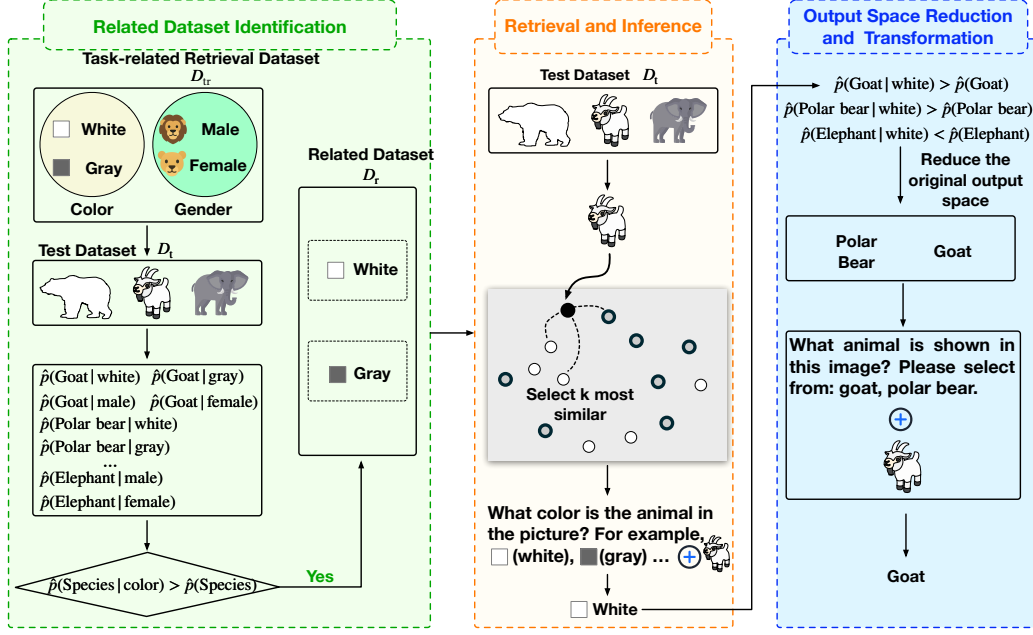 Related Dataset Identification
Task-related Retrieval Dataset
D_tr
White
Gray
Color
Male
Female
Gender
Test Dataset D_t
p̂(Goat | white) p̂(Goat | gray)
p̂(Goat | male) p̂(Goat | female)
p̂(Polar bear | white)
p̂(Polar bear | gray)
...
p̂(Elephant | male)
p̂(Elephant | female)
p̂(Species | color) > p̂(Species)
Yes
Related Dataset
D_r
White
Gray
Retrieval and Inference
Test Dataset D_t
Select k most
similar
What color is the animal in
the picture? For example,
(white), (gray) ... +
White
Output Space Reduction
and Transformation
p̂(Goat | white) > p̂(Goat)
p̂(Polar bear | white) > p̂(Polar bear)
p̂(Elephant | white) < p̂(Elephant)
Reduce the
original output
space
Polar
Bear
Goat
What animal is shown in
this image? Please select
from: goat, polar bear.
+
Goat